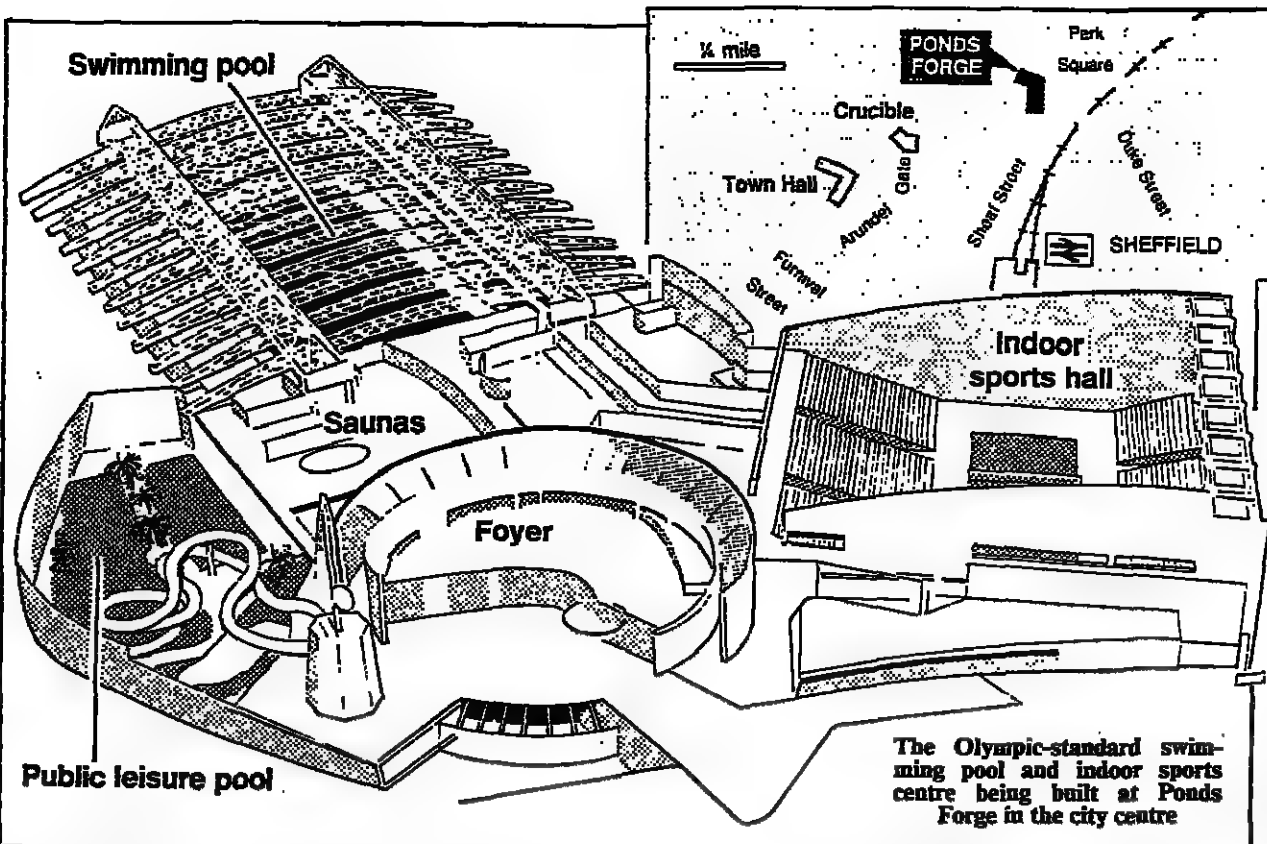 Swimming pool
¼ mile
PONDS
FORGE
Park
Square
Crucible
Town Hall
Arundel
Gate
Sheaf Street
Duke Street
Furnival
Street
SHEFFIELD
Indoor
sports hall
Saunas
Foyer
Public leisure pool
The Olympic-standard swim-
ming pool and indoor sports
centre being built at Ponds
Forge in the city centre